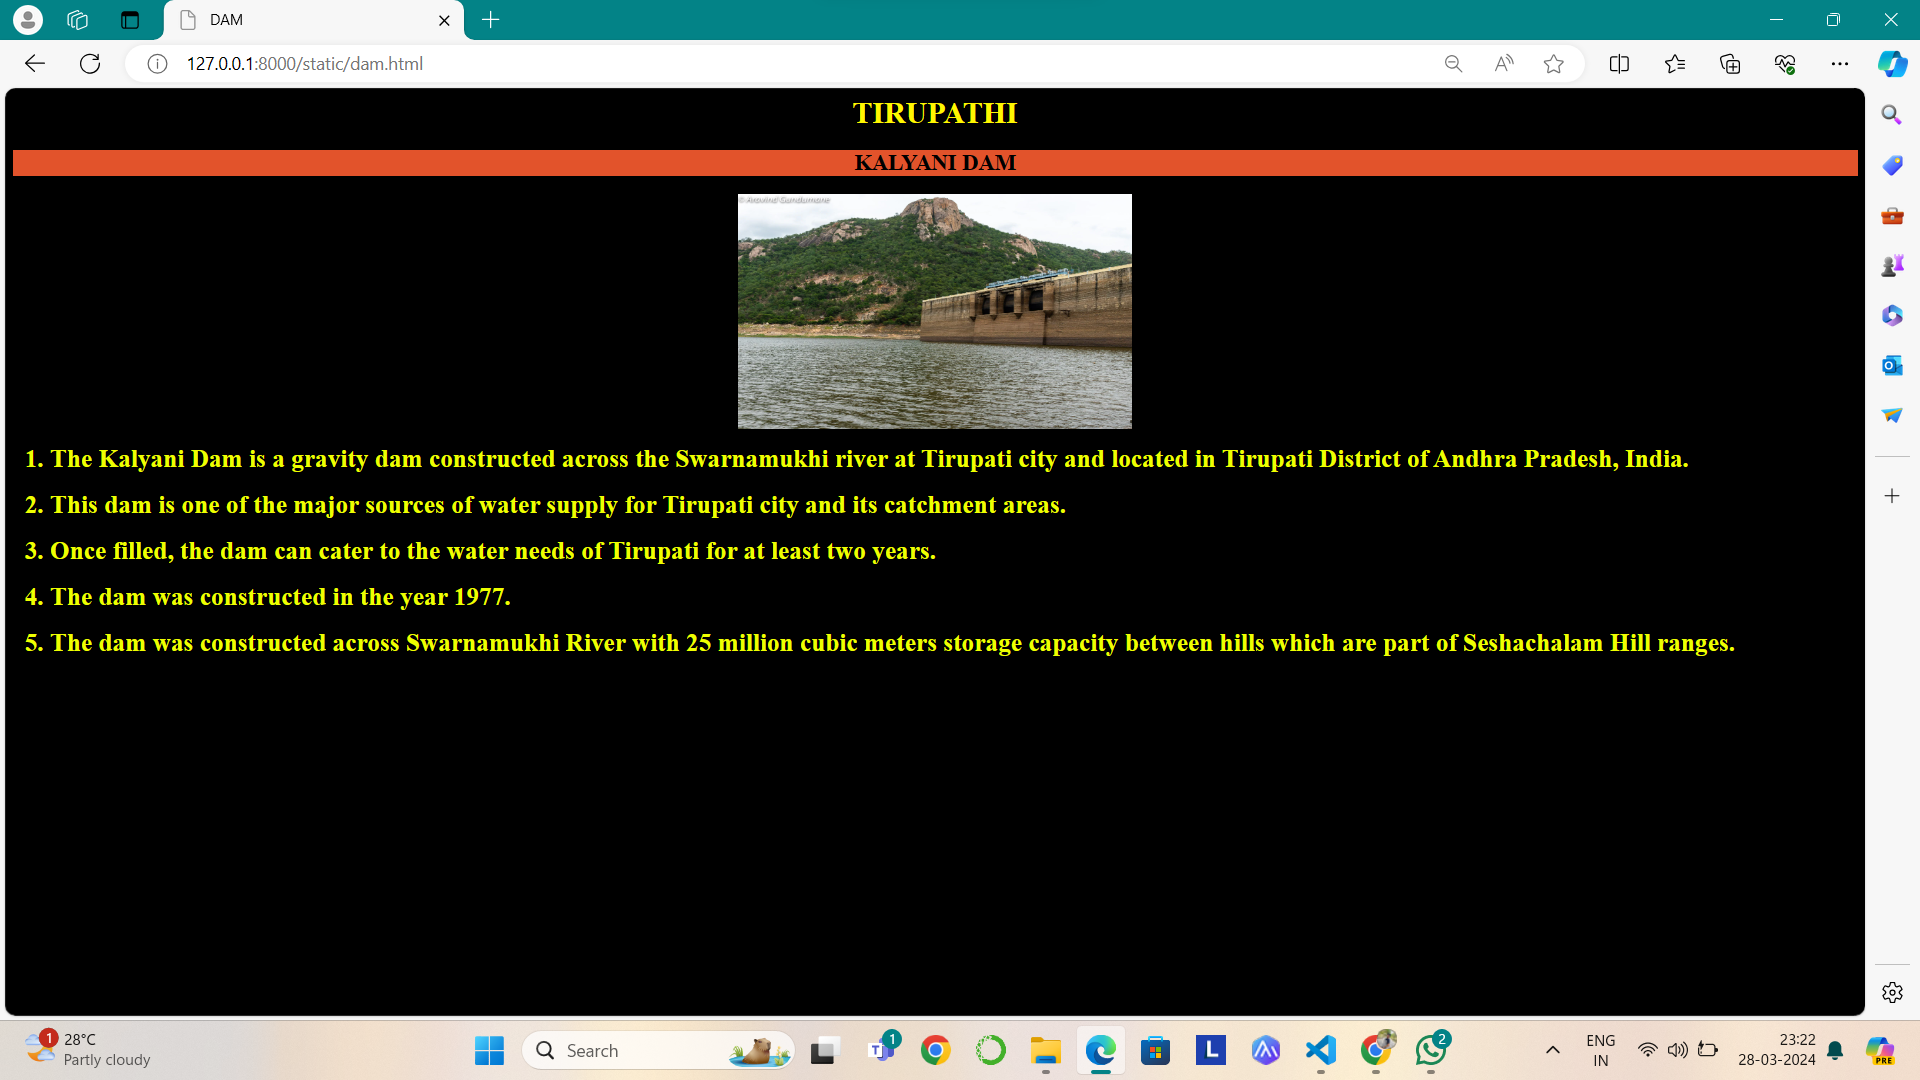 DAM
127.0.0.1:8000/static/dam.html
TIRUPATHI
KALYANI DAM
© Aravind Gundumane
1. The Kalyani Dam is a gravity dam constructed across the Swarnamukhi river at Tirupati city and located in Tirupati District of Andhra Pradesh, India.
2. This dam is one of the major sources of water supply for Tirupati city and its catchment areas.
3. Once filled, the dam can cater to the water needs of Tirupati for at least two years.
4. The dam was constructed in the year 1977.
5. The dam was constructed across Swarnamukhi River with 25 million cubic meters storage capacity between hills which are part of Seshachalam Hill ranges.
1
28°C
Partly cloudy
Search
1
L
2
ENG
IN
23:22
28-03-2024
PRE